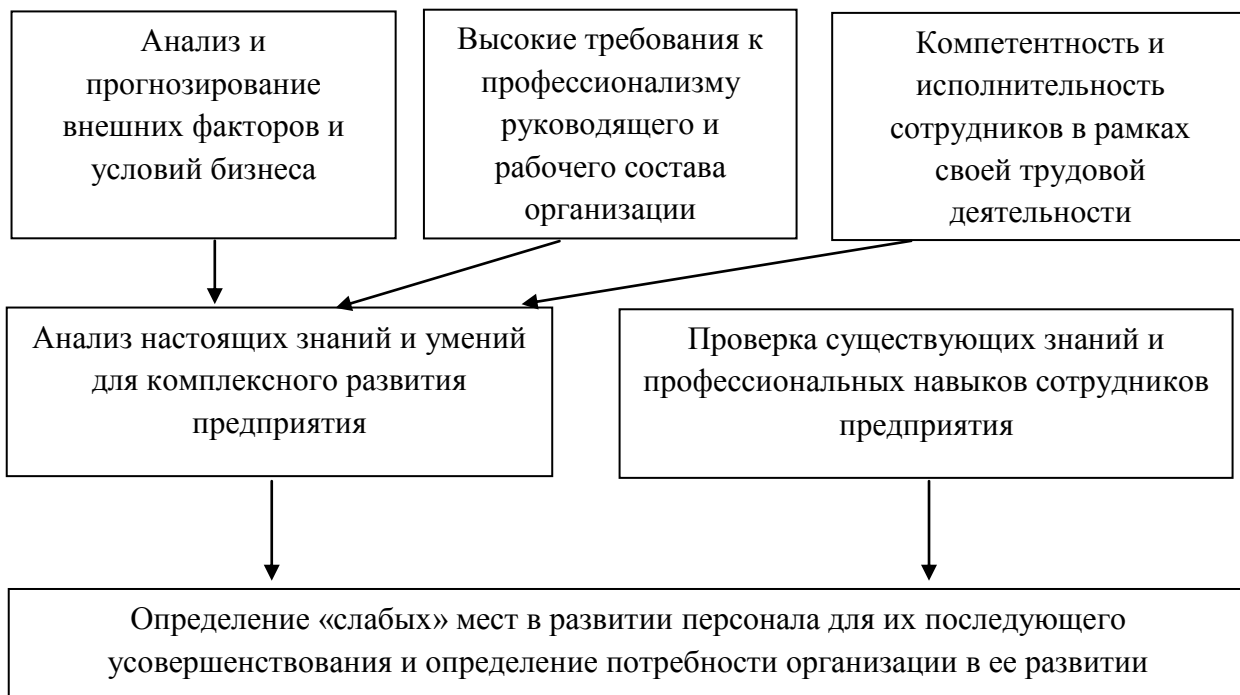 Анализ и
прогнозирование
внешних факторов и
условий бизнеса
Высокие требования к
профессионализму
руководящего и
рабочего состава
организации
Компетентность и
исполнительность
сотрудников в рамках
своей трудовой
деятельности
Анализ настоящих знаний и умений
для комплексного развития
предприятия
Проверка существующих знаний и
профессиональных навыков сотрудников
предприятия
Определение «слабых» мест в развитии персонала для их последующего
усовершенствования и определение потребности организации в ее развитии